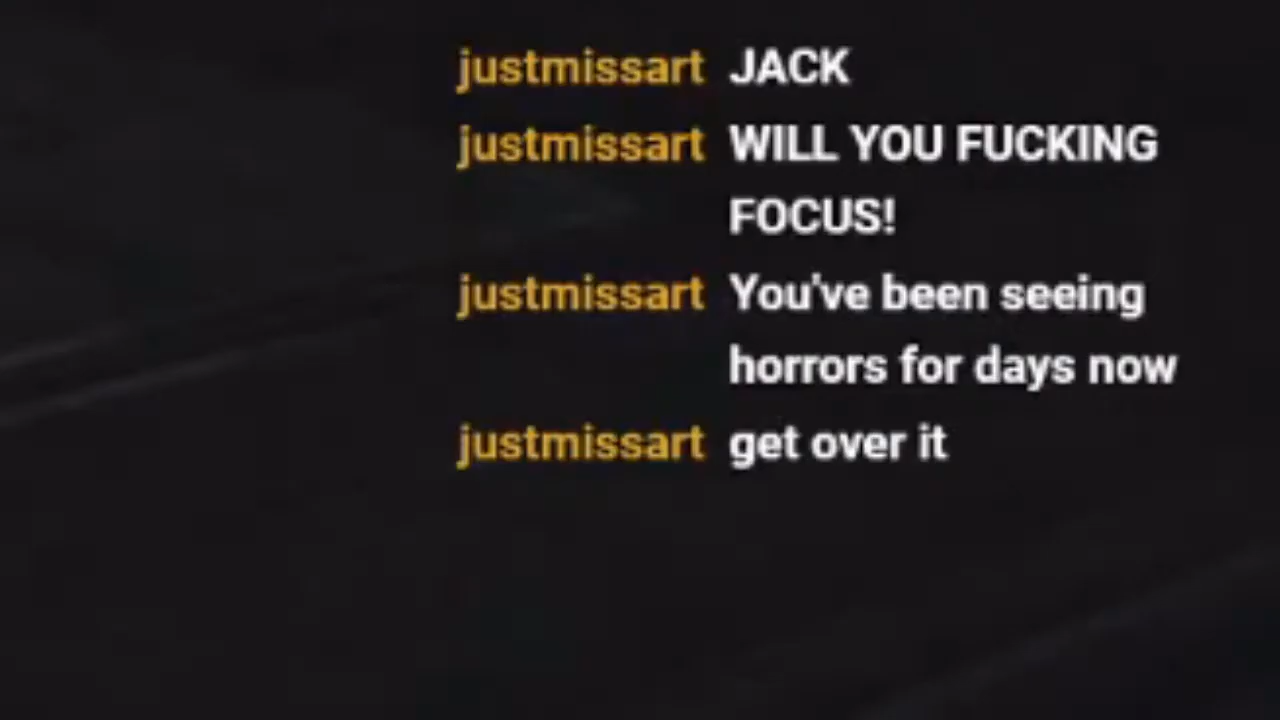 justmissart JACK
justmissart WILL YOU FUCKING
FOCUS!
justmissart You've been seeing
horrors for days now
justmissart get over it